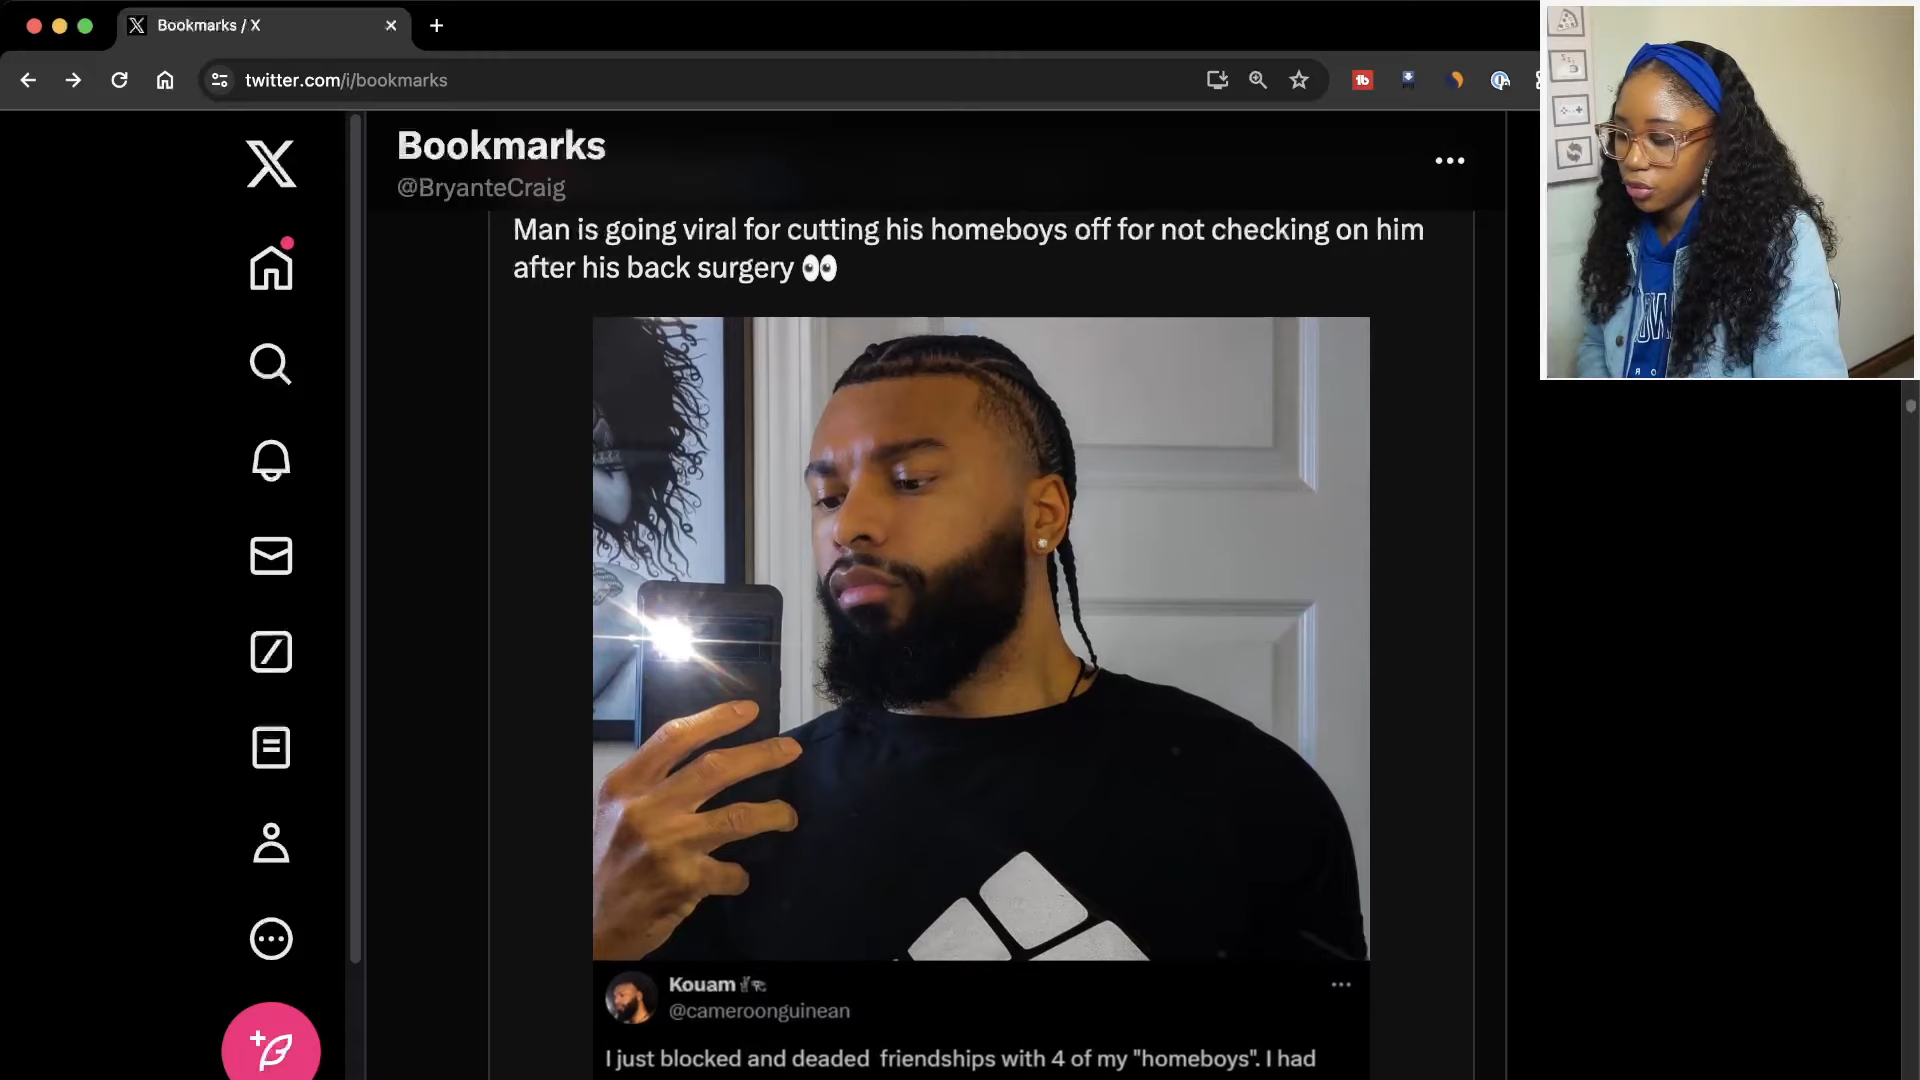 Bookmarks / X
twitter.com/i/bookmarks
Bookmarks
@BryanteCraig
Man is going viral for cutting his homeboys off for not checking on him
after his back surgery 👀
Kouam
@cameroonguinean
I just blocked and deaded friendships with 4 of my "homeboys". I had